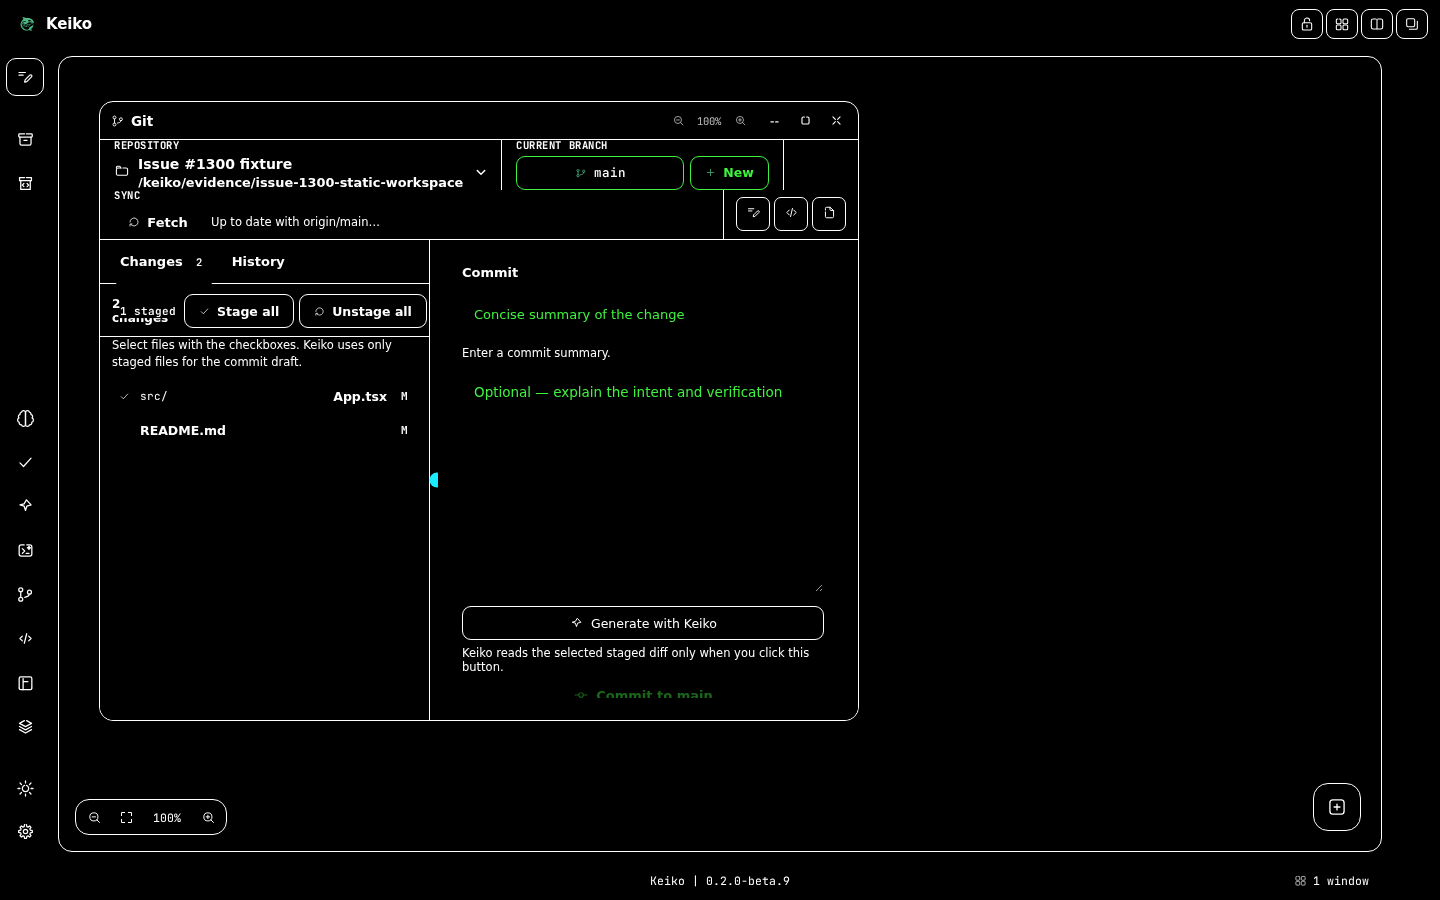 Keiko
Git
100%
REPOSITORY
Issue #1300 fixture
/keiko/evidence/issue-1300-static-workspace
CURRENT BRANCH
main
New
SYNC
Fetch
Up to date with origin/main...
Changes 2
History
2 changes
1 staged
Stage all
Unstage all
Select files with the checkboxes. Keiko uses only
staged files for the commit draft.
src/ App.tsx M
README.md M
Commit
Concise summary of the change
Enter a commit summary.
Optional — explain the intent and verification
Generate with Keiko
Keiko reads the selected staged diff only when you click this
button.
Commit to main
100%
Keiko | 0.2.0-beta.9
1 window